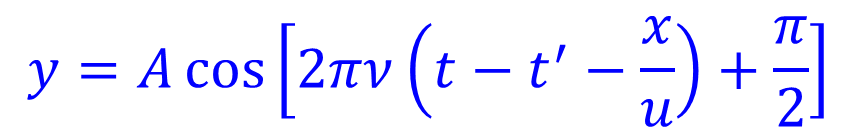 y = A cos[2πν(t − t′ − x/u) + π/2]